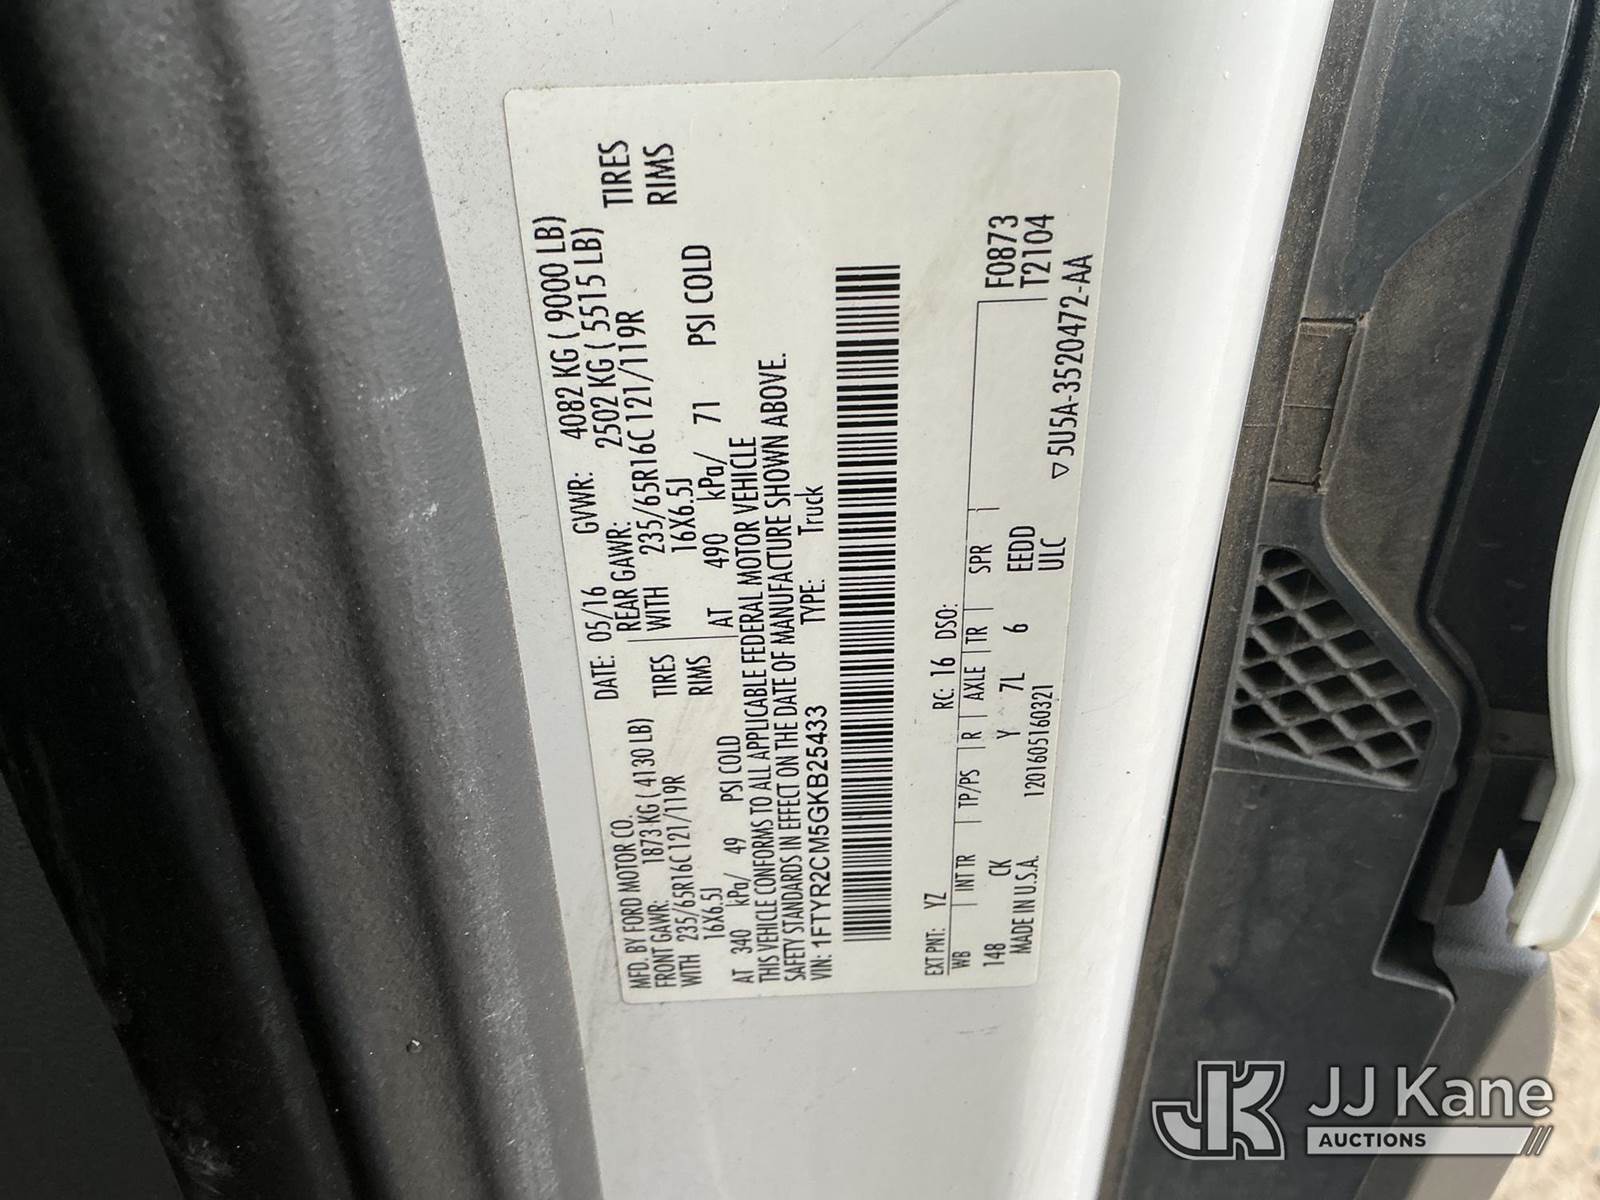 MFD. BY FORD MOTOR CO.
DATE: 05/16 GVWR: 4082 KG ( 9000 LB)
FRONT GAWR: 1873 KG ( 4130 LB)
REAR GAWR: 2502 KG ( 5515 LB)
WITH 235/65R16C 121/119R TIRES
WITH 235/65R16C 121/119R TIRES
16X6.5J RIMS
16X6.5J RIMS
AT 340 kPa/ 49 PSI COLD
AT 490 kPa/ 71 PSI COLD
THIS VEHICLE CONFORMS TO ALL APPLICABLE FEDERAL MOTOR VEHICLE
SAFETY STANDARDS IN EFFECT ON THE DATE OF MANUFACTURE SHOWN ABOVE.
VIN: 1FTYR2CM5GKB25433 TYPE: Truck
EXT PNT: YZ RC: 16 DSO:
WB INT TR TP/PS R AXLE TR SPR F0873
T2104
148 CK Y 7L 6 EEDD
MADE IN U.S.A. 1201605160321 ULC
▽5U5A-3520472-AA
JK JJ Kane
AUCTIONS